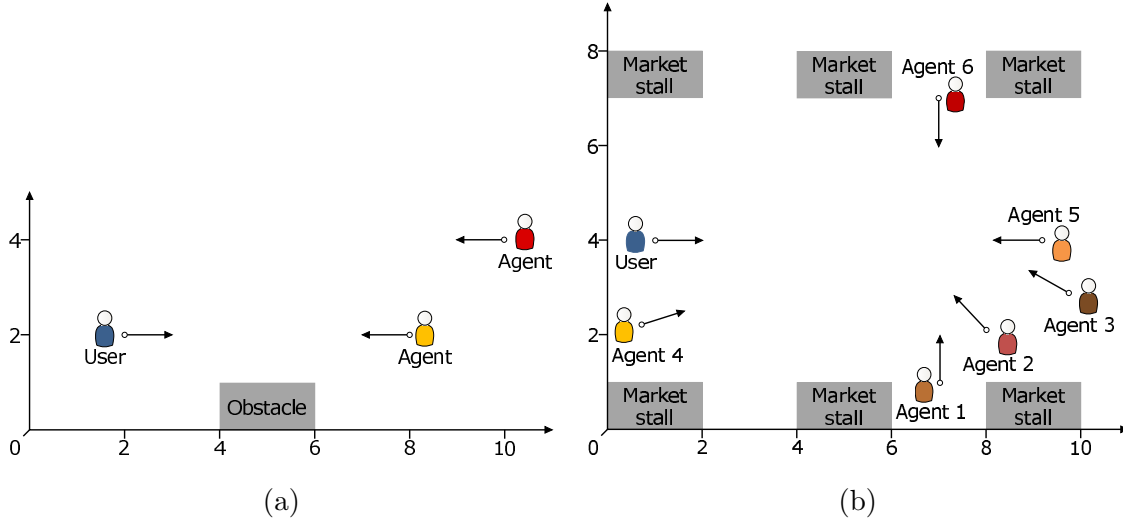 4
2
Agent
User
Agent
Obstacle
0
2
4
6
8
10
(a)
8
6
4
2
Market
stall
Market
stall
Agent 6
Market
stall
User
Agent 5
Agent 3
Agent 4
Agent 2
Agent 1
Market
stall
Market
stall
Market
stall
0
2
4
6
8
10
(b)